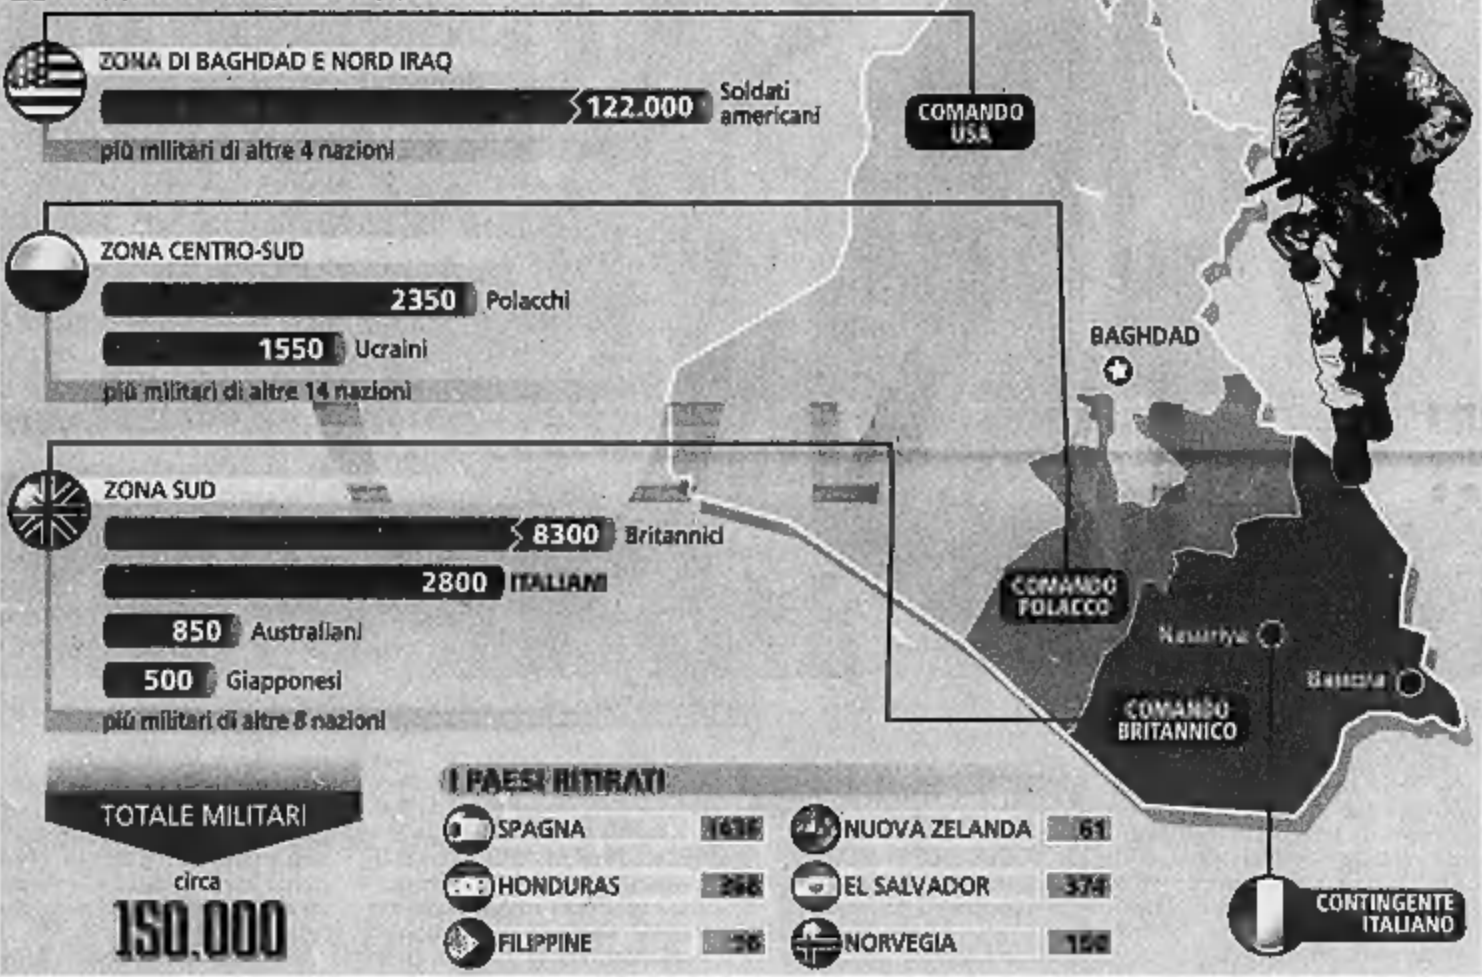 ZONA DI BAGHDAD E NORD IRAQ
122.000
Soldati
americani
più militari di altre 4 nazioni
COMANDO
USA
ZONA CENTRO-SUD
2350 Polacchi
1550 Ucraini
più militari di altre 14 nazioni
BAGHDAD
ZONA SUD
8300 Britannici
2800 ITALIANI
850 Australiani
500 Giapponesi
più militari di altre 8 nazioni
COMANDO
POLACCO
Nassiriya
Bassora
COMANDO
BRITANNICO
TOTALE MILITARI
circa
150.000
I PAESI RITIRATI
SPAGNA
HONDURAS
FILIPPINE
NUOVA ZELANDA 61
EL SALVADOR 374
NORVEGIA
CONTINGENTE
ITALIANO